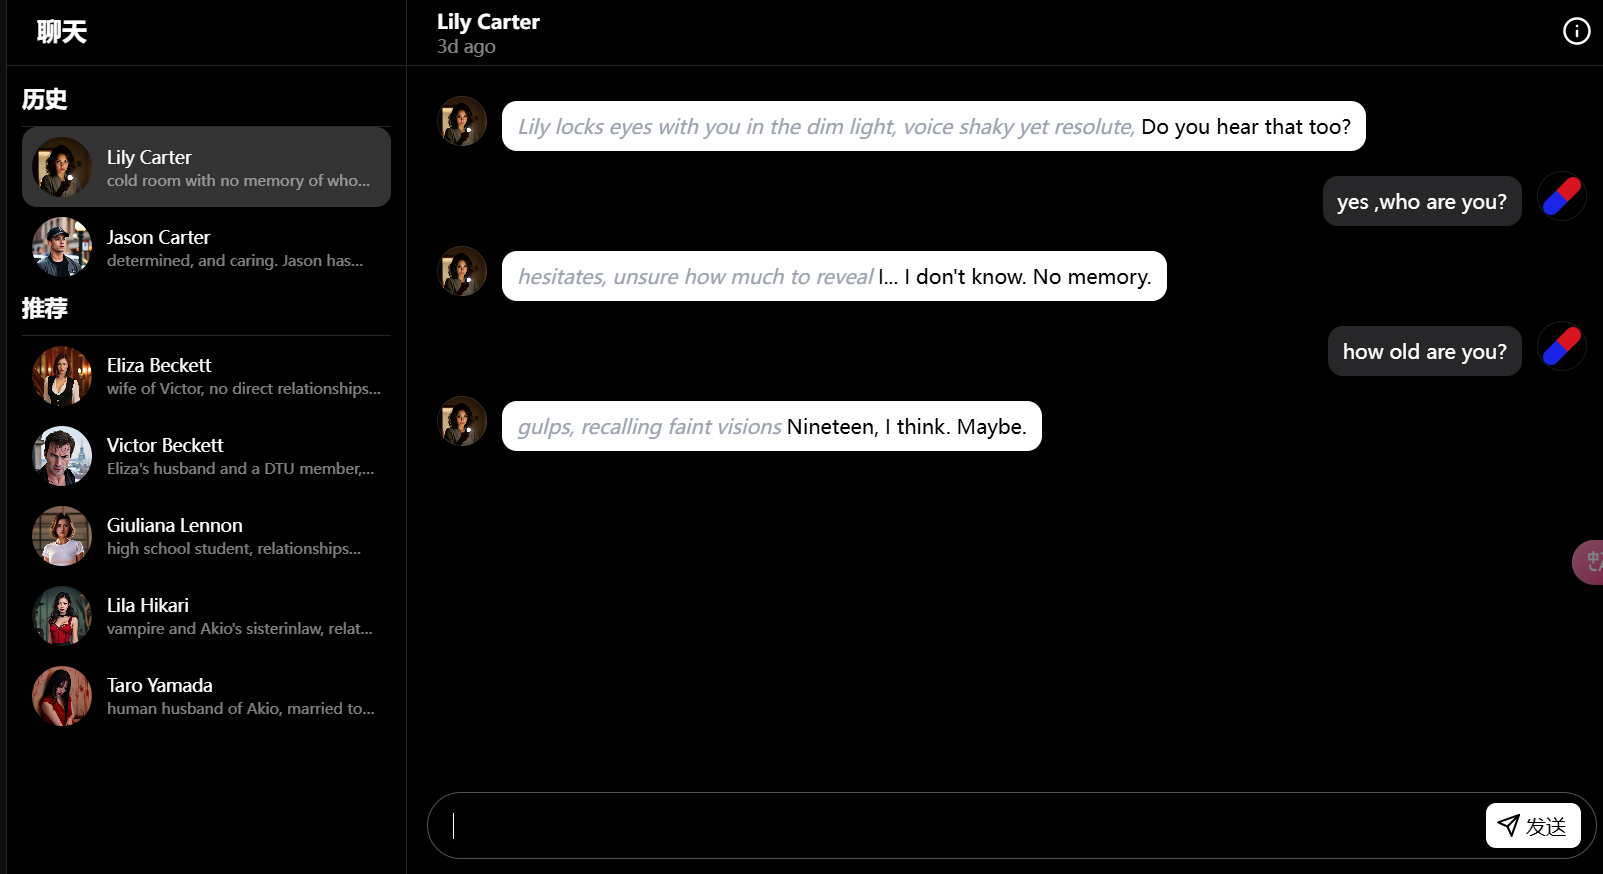 聊天
历史
Lily Carter
cold room with no memory of who...
Jason Carter
determined, and caring. Jason has...
推荐
Eliza Beckett
wife of Victor, no direct relationships...
Victor Beckett
Eliza's husband and a DTU member,...
Giuliana Lennon
high school student, relationships...
Lila Hikari
vampire and Akio's sisterinlaw, relat...
Taro Yamada
human husband of Akio, married to...
Lily Carter
3d ago
Lily locks eyes with you in the dim light, voice shaky yet resolute, Do you hear that too?
yes ,who are you?
hesitates, unsure how much to reveal I... I don't know. No memory.
how old are you?
gulps, recalling faint visions Nineteen, I think. Maybe.
中
发送